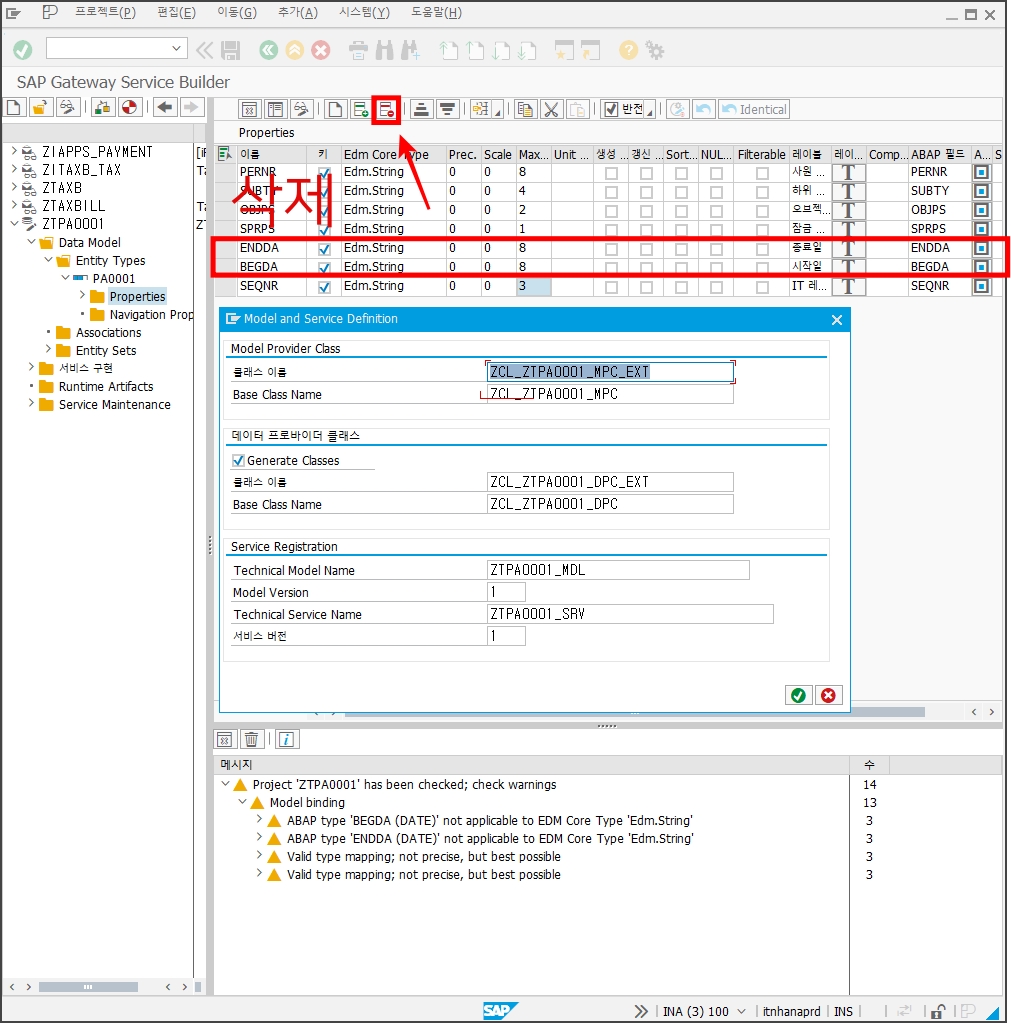 프로젝트(P) 편집(E) 이동(G) 추가(A) 시스템(Y) 도움말(H)
SAP Gateway Service Builder
반전 Identical
Properties
이름 키 Edm Core Type Prec. Scale Max... Unit ... 생성 ... 갱신 ... Sort... NUL... Filterable 레이블 레이... Comp... ABAP 필드 A... S
PERNR Edm.String 0 0 8 사원 ... T PERNR
SUBTY Edm.String 0 0 4 하위 ... T SUBTY
OBJPS Edm.String 0 0 2 오브젝... T OBJPS
SPRPS Edm.String 0 0 1 잠금 ... T SPRPS
ENDDA Edm.String 0 0 8 종료일 T ENDDA
BEGDA Edm.String 0 0 8 시작일 T BEGDA
SEQNR Edm.String 0 0 3 IT 레... T SEQNR
삭제
ZIAPPS_PAYMENT [i
ZITAXB_TAX Ta
ZTAXB
ZTAXBILL Ta
ZTPA0001 Z
Data Model
Entity Types
PA0001
Properties
Navigation Prop
Associations
Entity Sets
서비스 구현
Runtime Artifacts
Service Maintenance
Model and Service Definition
Model Provider Class
클래스 이름 ZCL_ZTPA0001_MPC_EXT
Base Class Name ZCL_ZTPA0001_MPC
데이터 프로바이더 클래스
Generate Classes
클래스 이름 ZCL_ZTPA0001_DPC_EXT
Base Class Name ZCL_ZTPA0001_DPC
Service Registration
Technical Model Name ZTPA0001_MDL
Model Version 1
Technical Service Name ZTPA0001_SRV
서비스 버전 1
메시지 수
Project 'ZTPA0001' has been checked; check warnings 14
Model binding 13
ABAP type 'BEGDA (DATE)' not applicable to EDM Core Type 'Edm.String' 3
ABAP type 'ENDDA (DATE)' not applicable to EDM Core Type 'Edm.String' 3
Valid type mapping; not precise, but best possible 3
Valid type mapping; not precise, but best possible 3
SAP INA (3) 100 itnhanaprd INS